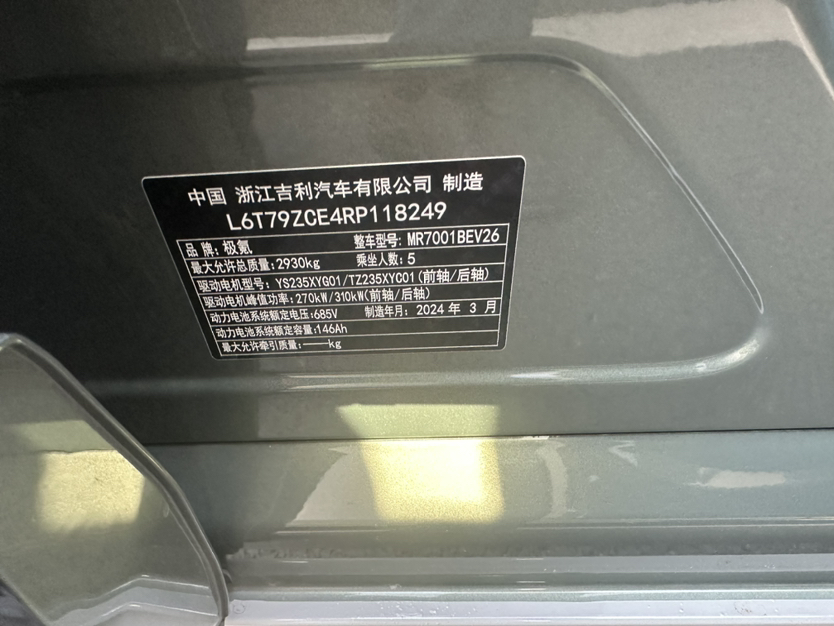 中国 浙江吉利汽车有限公司 制造
L6T79ZCE4RP118249
品 牌: 极氪 整车型号: MR7001BEV26
最大允许总质量: 2930kg 乘坐人数: 5
驱动电机型号: YS235XYG01/TZ235XYC01(前轴/后轴)
驱动电机峰值功率: 270kW/310kW(前轴/后轴)
动力电池系统额定电压: 685V 制造年月: 2024 年 3 月
动力电池系统额定容量: 146Ah
最大允许牵引质量: ——kg